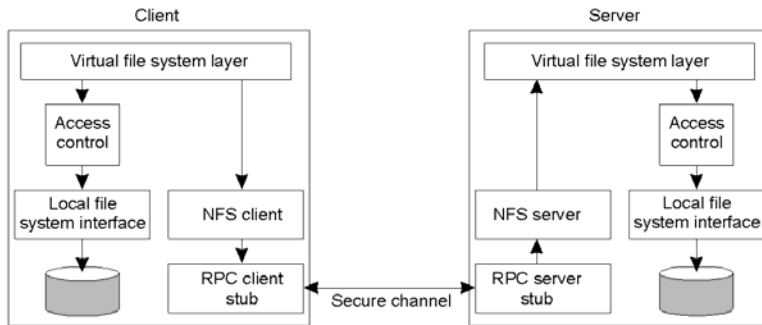 Client
Server
Virtual file system layer
Virtual file system layer
Access
control
Access
control
Local file
system interface
NFS client
NFS server
Local file
system interface
RPC client
stub
Secure channel
RPC server
stub